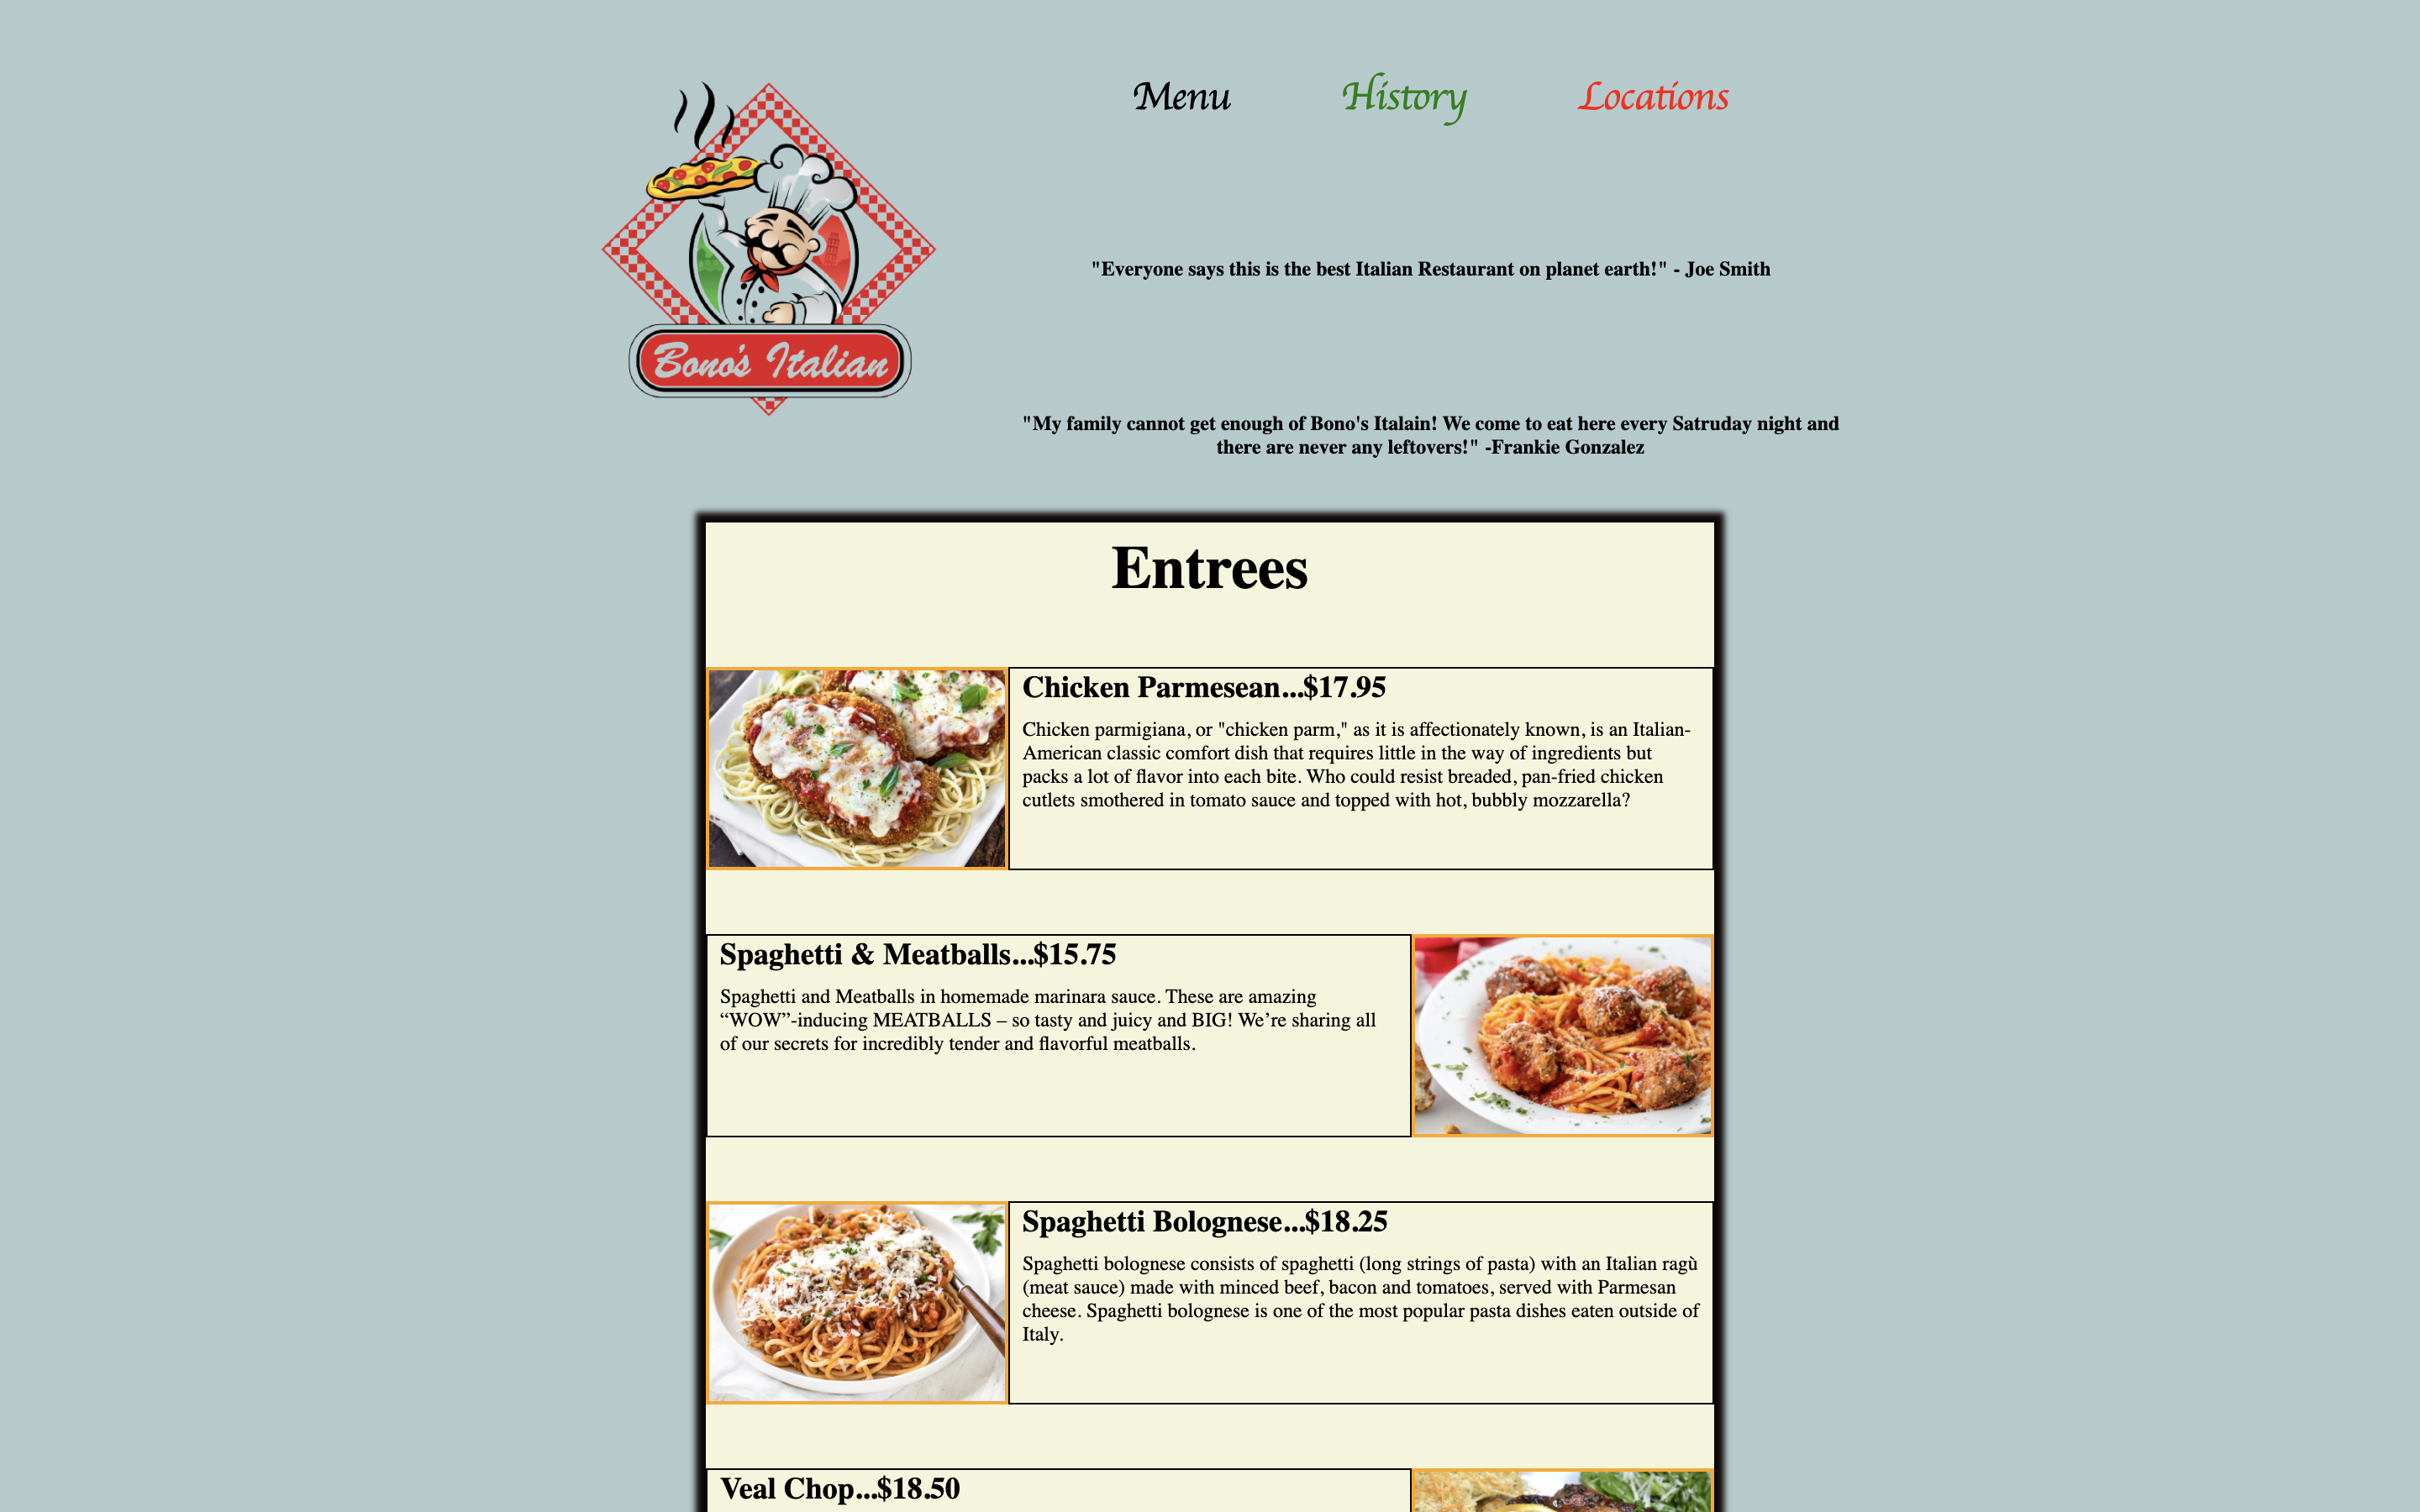 Menu History Locations
Bono's Italian
"Everyone says this is the best Italian Restaurant on planet earth!" - Joe Smith
"My family cannot get enough of Bono's Italain! We come to eat here every Satruday night and
there are never any leftovers!" -Frankie Gonzalez
Entrees
Chicken Parmesean...$17.95
Chicken parmigiana, or "chicken parm," as it is affectionately known, is an Italian-
American classic comfort dish that requires little in the way of ingredients but
packs a lot of flavor into each bite. Who could resist breaded, pan-fried chicken
cutlets smothered in tomato sauce and topped with hot, bubbly mozzarella?
Spaghetti & Meatballs...$15.75
Spaghetti and Meatballs in homemade marinara sauce. These are amazing
“WOW”-inducing MEATBALLS – so tasty and juicy and BIG! We’re sharing all
of our secrets for incredibly tender and flavorful meatballs.
Spaghetti Bolognese...$18.25
Spaghetti bolognese consists of spaghetti (long strings of pasta) with an Italian ragù
(meat sauce) made with minced beef, bacon and tomatoes, served with Parmesan
cheese. Spaghetti bolognese is one of the most popular pasta dishes eaten outside of
Italy.
Veal Chop...$18.50